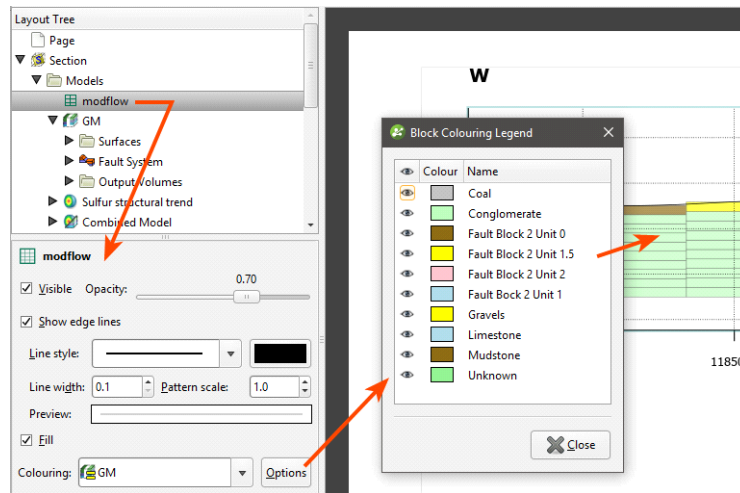 Layout Tree
Page
Section
Models
modflow
GM
Surfaces
Fault System
Output Volumes
Sulfur structural trend
Combined Model
modflow
Visible Opacity: 0.70
Show edge lines
Line style:
Line width: 0.1 Pattern scale: 1.0
Preview:
Fill
Colouring: GM Options
W
Block Colouring Legend
Colour Name
Coal
Conglomerate
Fault Block 2 Unit 0
Fault Block 2 Unit 1.5
Fault Block 2 Unit 2
Fault Bock 2 Unit 1
Gravels
Limestone
Mudstone
Unknown
Close
11850